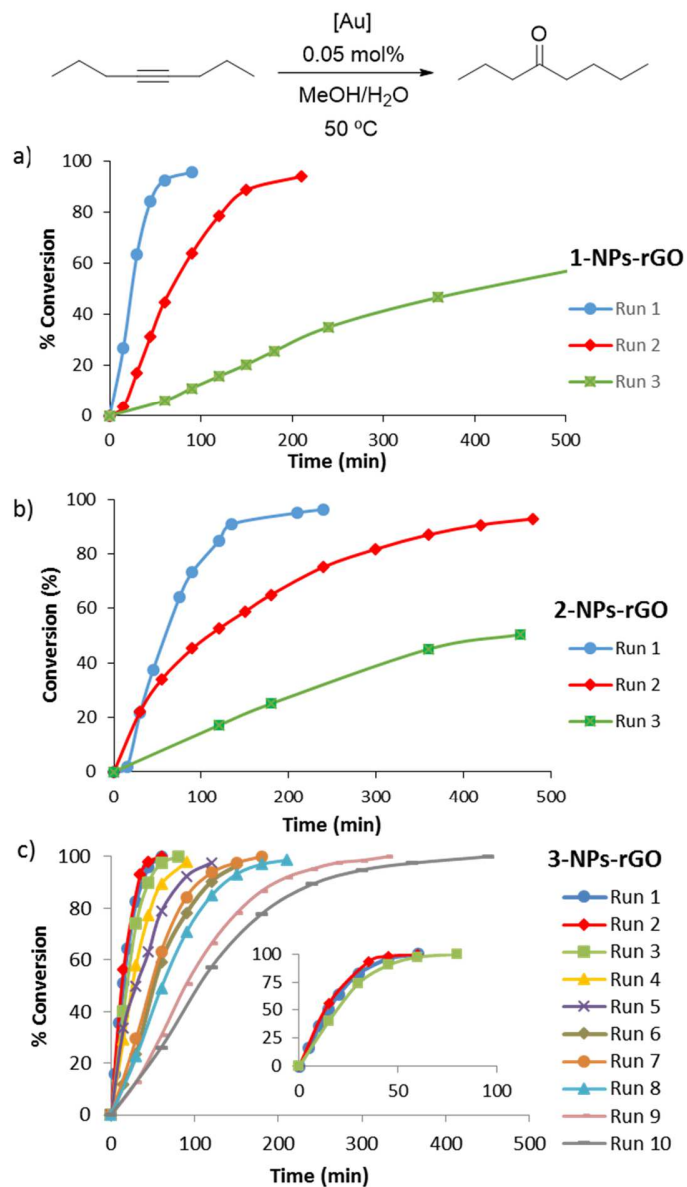 [Au]
0.05 mol%
MeOH/H₂O
50 ºC
O
a)
100
80
60
40
20
0
% Conversion
0 100 200 300 400 500
Time (min)
1-NPs-rGO
Run 1
Run 2
Run 3
b)
100
80
60
40
20
0
Conversion (%)
0 100 200 300 400 500
Time (min)
2-NPs-rGO
Run 1
Run 2
Run 3
c)
100
80
60
40
20
0
% Conversion
0 100 200 300 400 500
Time (min)
100
75
50
25
0
0 50 100
3-NPs-rGO
Run 1
Run 2
Run 3
Run 4
Run 5
Run 6
Run 7
Run 8
Run 9
Run 10